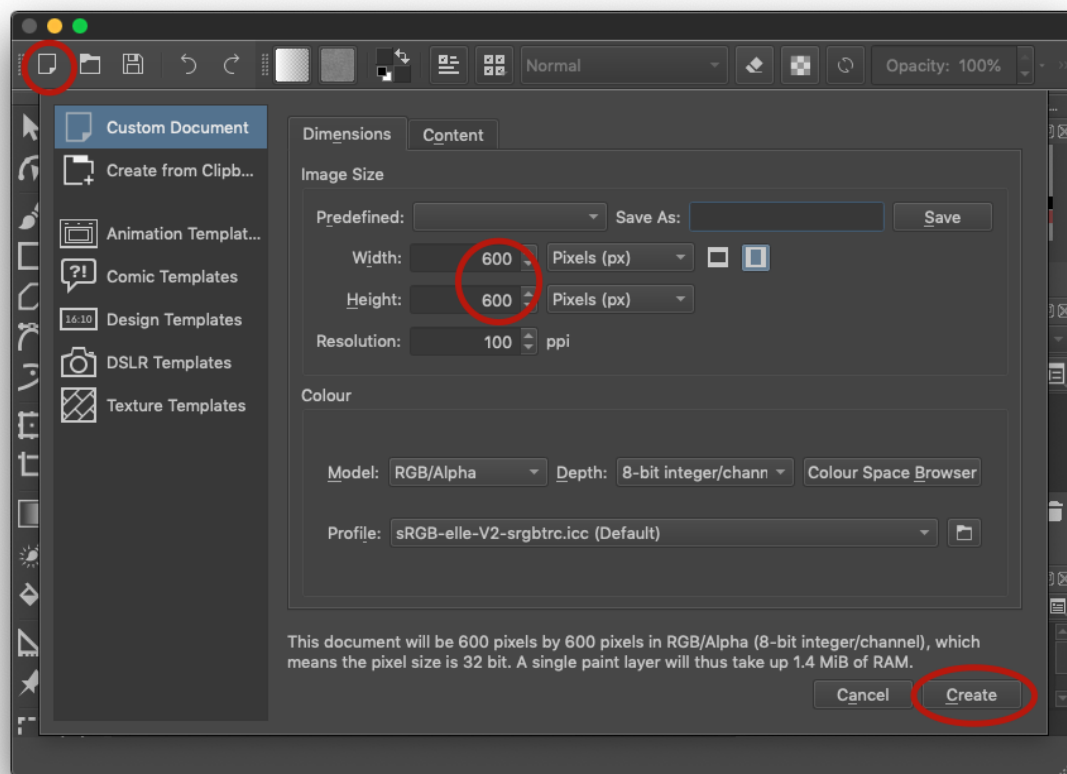 Normal
Opacity: 100%
Custom Document
Create from Clipb...
Animation Templat...
Comic Templates
16:10 Design Templates
DSLR Templates
Texture Templates
Dimensions Content
Image Size
Predefined: Save As: Save
Width: 600 Pixels (px)
Height: 600 Pixels (px)
Resolution: 100 ppi
Colour
Model: RGB/Alpha Depth: 8-bit integer/chann Colour Space Browser
Profile: sRGB-elle-V2-srgbtrc.icc (Default)
This document will be 600 pixels by 600 pixels in RGB/Alpha (8-bit integer/channel), which
means the pixel size is 32 bit. A single paint layer will thus take up 1.4 MiB of RAM.
Cancel Create